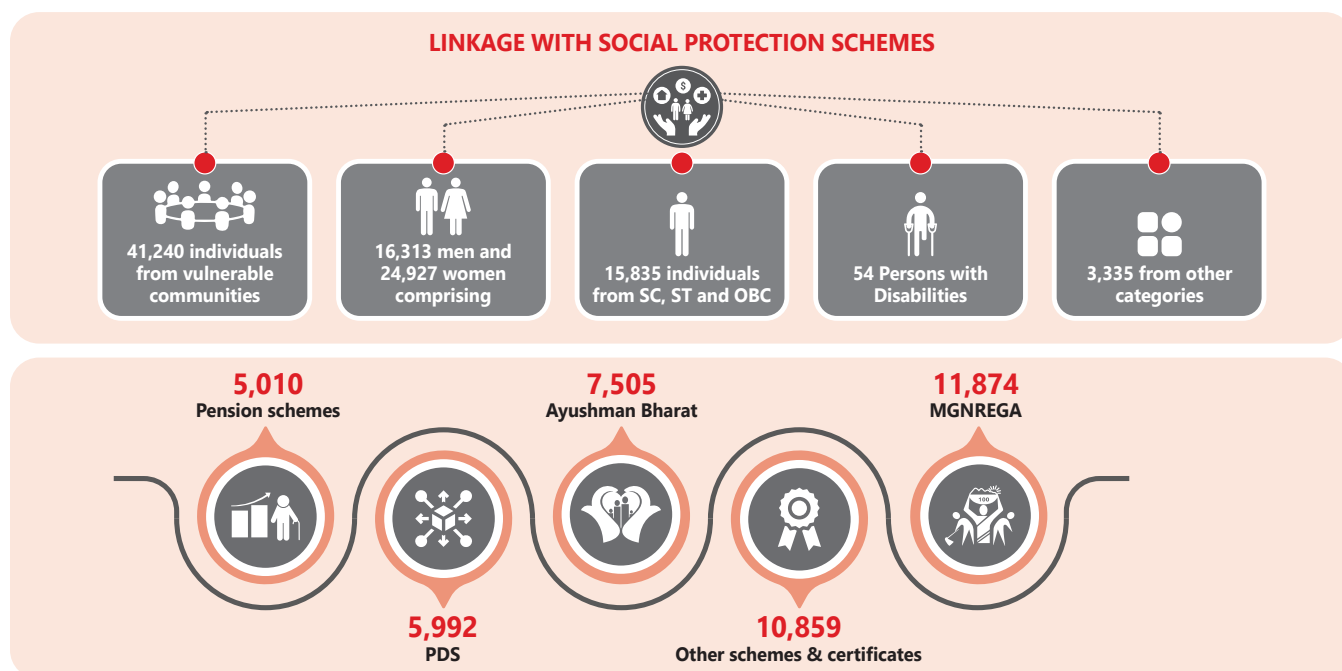 LINKAGE WITH SOCIAL PROTECTION SCHEMES
$
41,240 individuals
from vulnerable
communities
16,313 men and
24,927 women
comprising
15,835 individuals
from SC, ST and OBC
54 Persons with
Disabilities
3,335 from other
categories
5,010
Pension schemes
7,505
Ayushman Bharat
11,874
MGNREGA
100
5,992
PDS
10,859
Other schemes & certificates